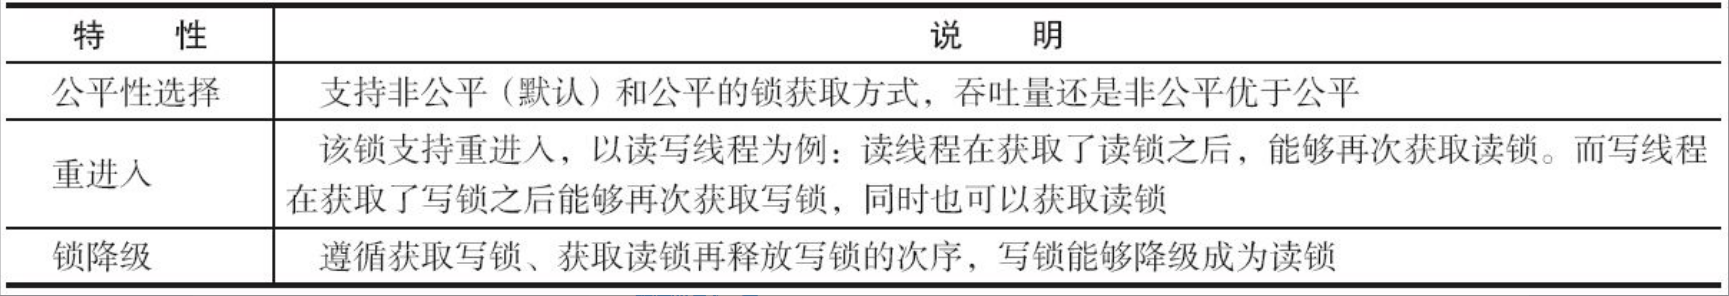 特 性 说 明
公平性选择 支持非公平（默认）和公平的锁获取方式，吞吐量还是非公平优于公平
重进入 该锁支持重进入，以读写线程为例：读线程在获取了读锁之后，能够再次获取读锁。而写线程
在获取了写锁之后能够再次获取写锁，同时也可以获取读锁
锁降级 遵循获取写锁、获取读锁再释放写锁的次序，写锁能够降级成为读锁